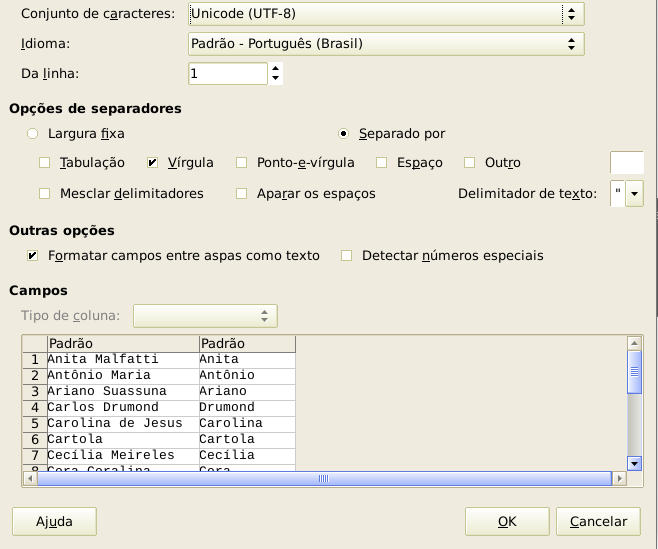 Conjunto de caracteres: Unicode (UTF-8)
Idioma: Padrão - Português (Brasil)
Da linha: 1
Opções de separadores
Largura fixa Separado por
Tabulação Vírgula Ponto-e-vírgula Espaço Outro
Mesclar delimitadores Aparar os espaços Delimitador de texto: "
Outras opções
Formatar campos entre aspas como texto Detectar números especiais
Campos
Tipo de coluna:
Padrão Padrão
1 Anita Malfatti Anita
2 Antônio Maria Antônio
3 Ariano Suassuna Ariano
4 Carlos Drumond Drumond
5 Carolina de Jesus Carolina
6 Cartola Cartola
7 Cecília Meireles Cecília
8 Cora Coralina Cora
Ajuda OK Cancelar